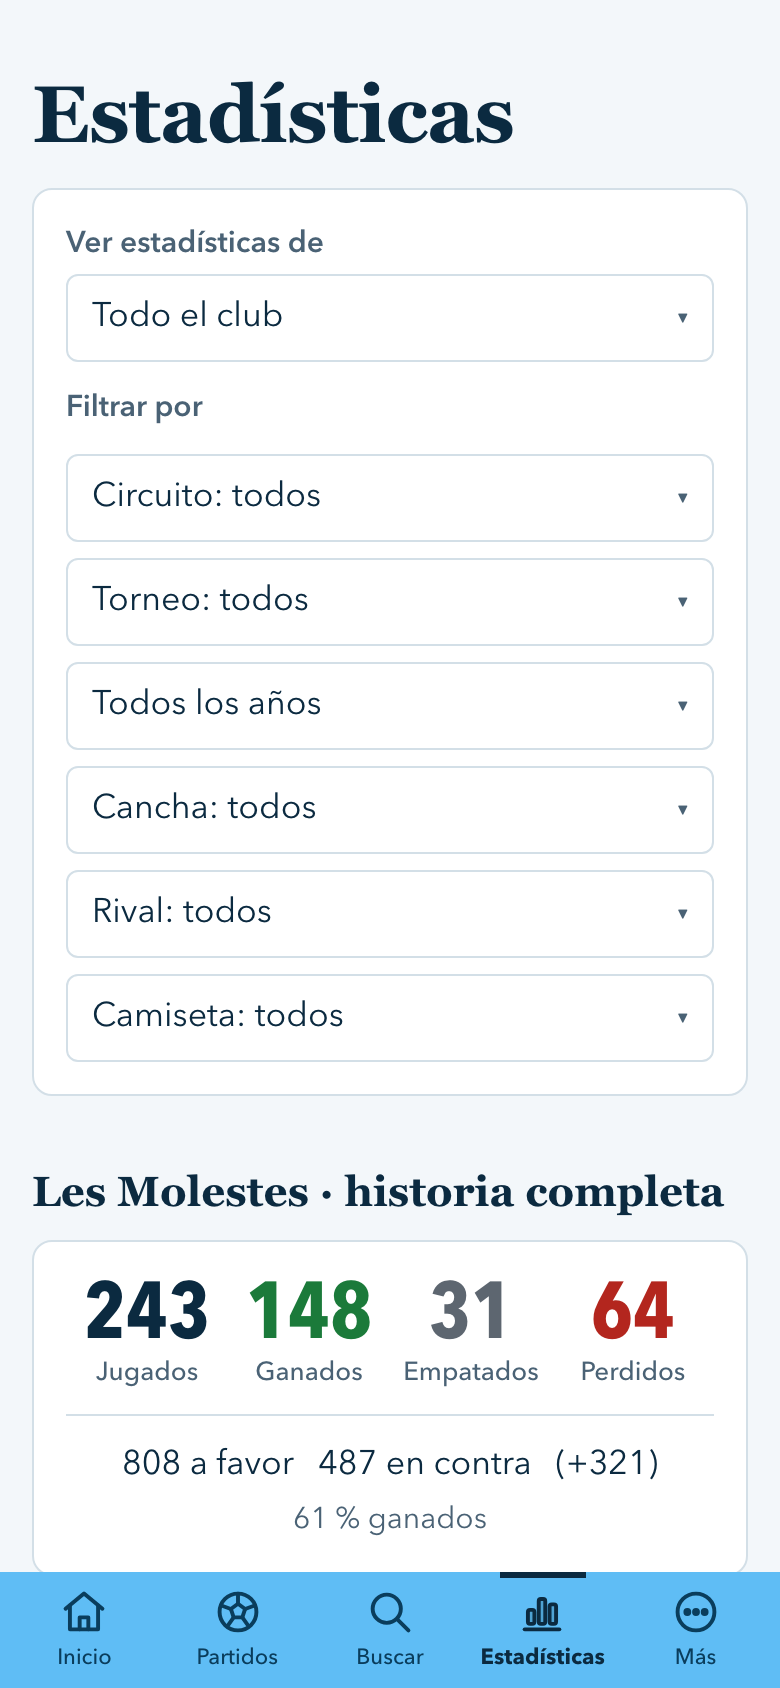 Estadísticas
Ver estadísticas de
Todo el club
Filtrar por
Circuito: todos
Torneo: todos
Todos los años
Cancha: todos
Rival: todos
Camiseta: todos
Les Molestes · historia completa
243 148 31 64
Jugados Ganados Empatados Perdidos
808 a favor 487 en contra (+321)
61 % ganados
Inicio Partidos Buscar Estadísticas Más